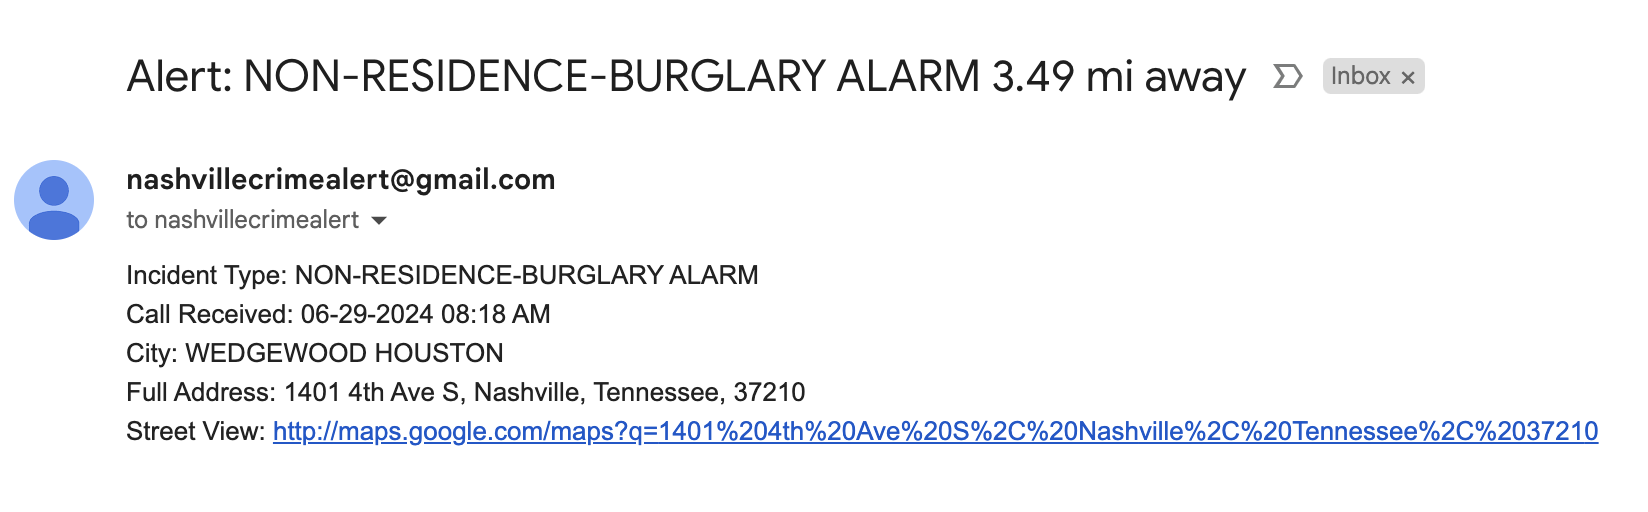 Alert: NON-RESIDENCE-BURGLARY ALARM 3.49 mi away Inbox ×
nashvillecrimealert@gmail.com
to nashvillecrimealert
Incident Type: NON-RESIDENCE-BURGLARY ALARM
Call Received: 06-29-2024 08:18 AM
City: WEDGEWOOD HOUSTON
Full Address: 1401 4th Ave S, Nashville, Tennessee, 37210
Street View: http://maps.google.com/maps?q=1401%204th%20Ave%20S%2C%20Nashville%2C%20Tennessee%2C%2037210